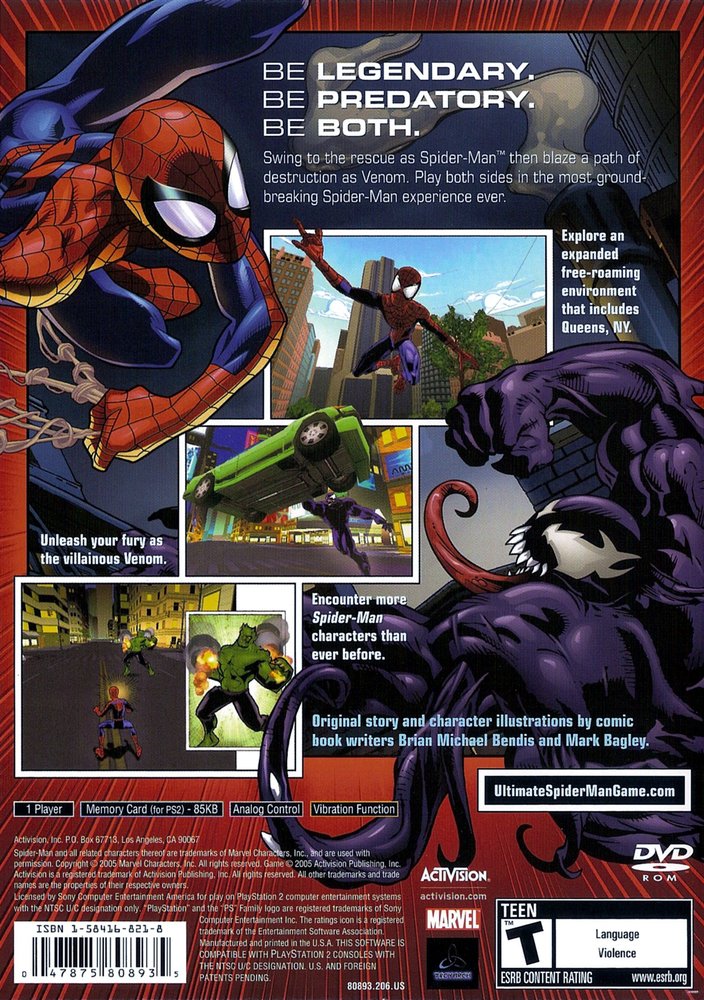 BE LEGENDARY.
BE PREDATORY.
BE BOTH.
Swing to the rescue as Spider-Man™ then blaze a path of
destruction as Venom. Play both sides in the most ground-
breaking Spider-Man experience ever.
Explore an
expanded
free-roaming
environment
that includes
Queens, NY.
Unleash your fury as
the villainous Venom.
Encounter more
Spider-Man
characters than
ever before.
Original story and character illustrations by comic
book writers Brian Michael Bendis and Mark Bagley.
UltimateSpiderManGame.com
1 Player
Memory Card (for PS2) - 85KB
Analog Control
Vibration Function
Activision, Inc. P.O. Box 67713, Los Angeles, CA 90067
Spider-Man and all related characters thereof are trademarks of Marvel Characters, Inc., and are used with
permission. Copyright © 2005 Marvel Characters, Inc. All rights reserved. Game © 2005 Activision Publishing, Inc.
Activision is a registered trademark of Activision Publishing, Inc. All rights reserved. All other trademarks and trade
names are the properties of their respective owners.
Licensed by Sony Computer Entertainment America for play on PlayStation 2 computer entertainment systems
with the NTSC U/C designation only. "PlayStation" and the "PS" Family logo are registered trademarks of Sony
Computer Entertainment Inc. The ratings icon is a registered
trademark of the Entertainment Software Association.
Manufactured and printed in the U.S.A. THIS SOFTWARE IS
COMPATIBLE WITH PLAYSTATION 2 CONSOLES WITH
THE NTSC U/C DESIGNATION. U.S. AND FOREIGN
PATENTS PENDING.
ISBN 1-58416-821-8
0 47875 80893 5
80893.206.US
ACTIVISION.
activision.com
MARVEL
TREYARCH
DVD
ROM
TEEN
T
Language
Violence
ESRB CONTENT RATING
www.esrb.org